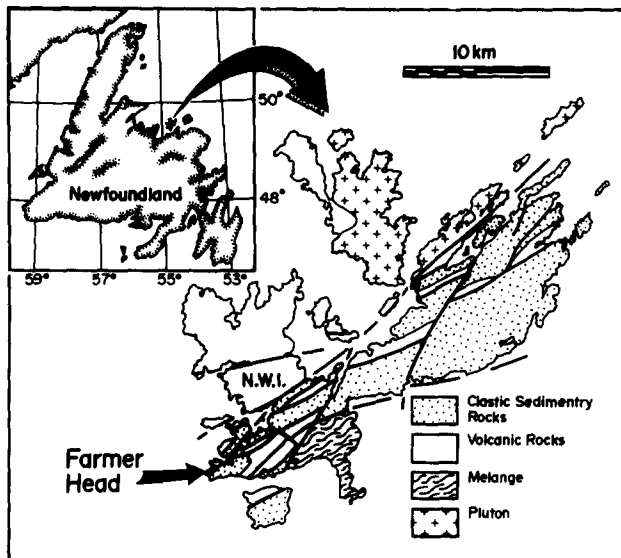 10 km
50°
48°
Newfoundland
59°
57°
55°
53°
N.W.I.
Farmer
Head
Clastic Sedimentry
Rocks
Volcanic Rocks
Melange
Pluton